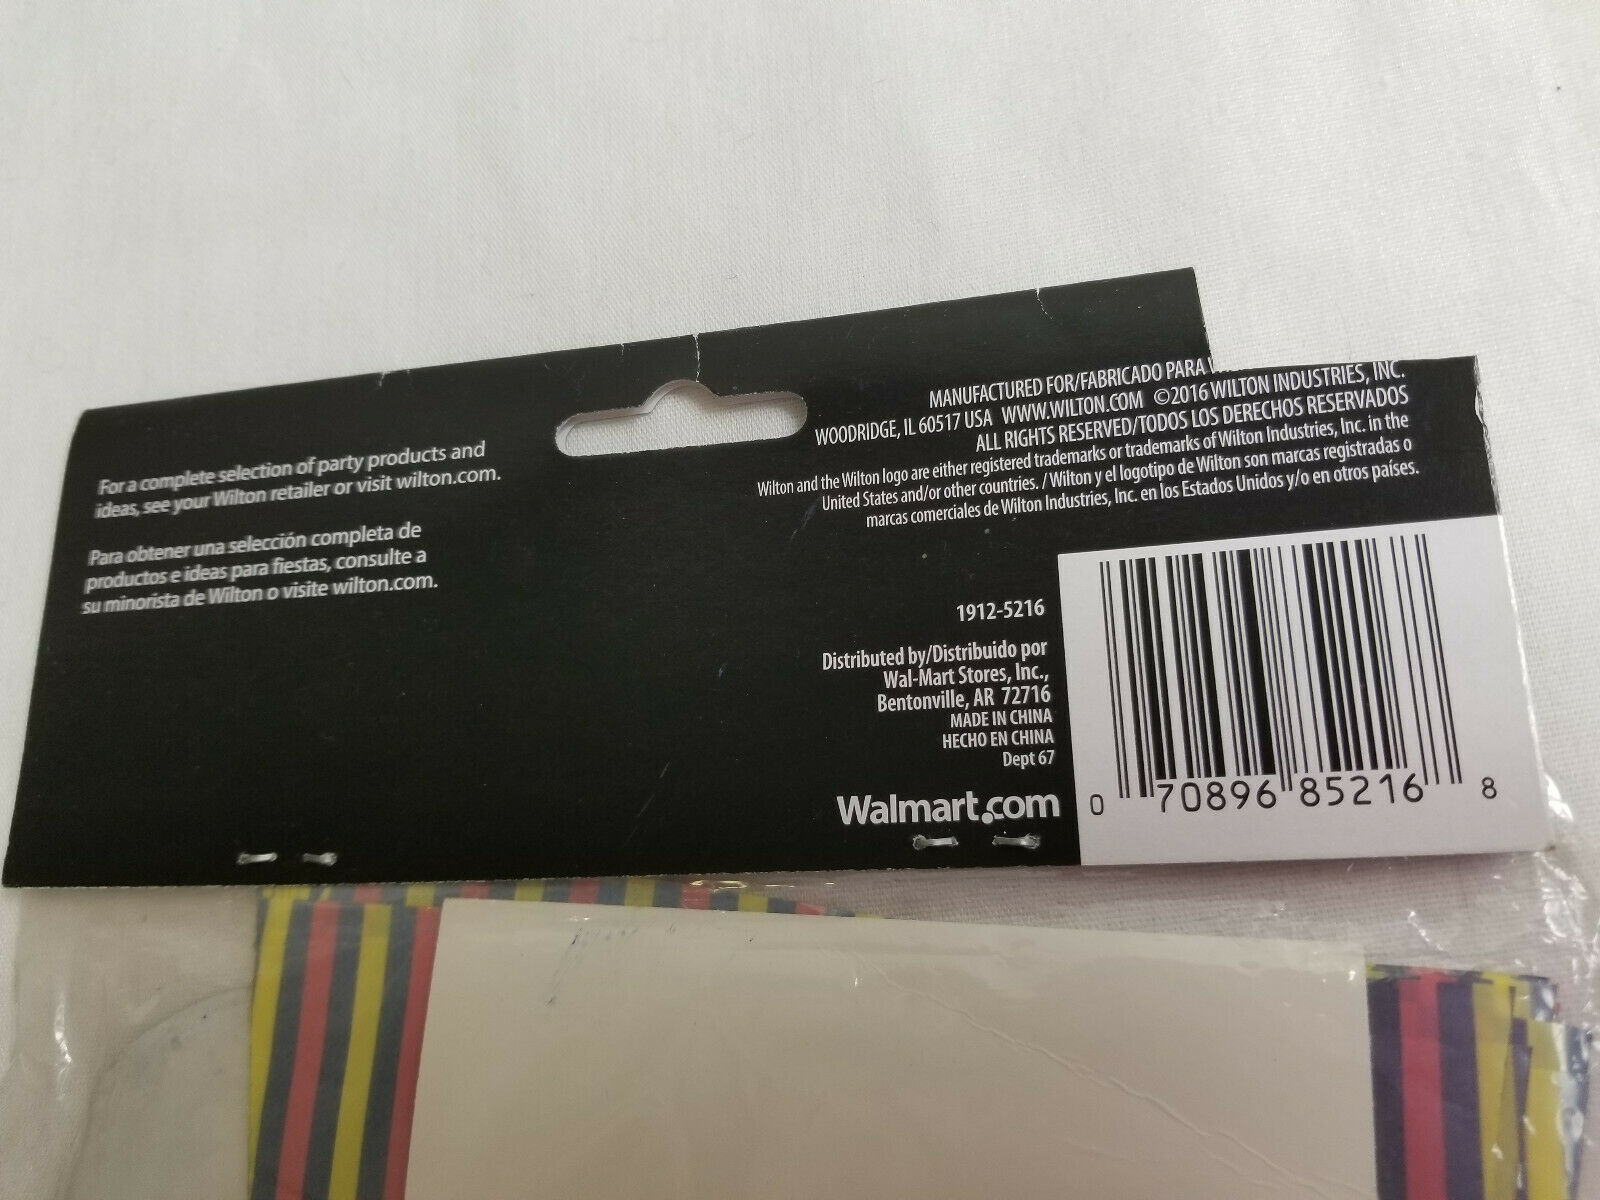 For a complete selection of party products and
ideas, see your Wilton retailer or visit wilton.com.
Para obtener una selección completa de
productos e ideas para fiestas, consulte a
su minorista de Wilton o visite wilton.com.
MANUFACTURED FOR/FABRICADO PARA
WOODRIDGE, IL 60517 USA WWW.WILTON.COM ©2016 WILTON INDUSTRIES, INC.
ALL RIGHTS RESERVED/TODOS LOS DERECHOS RESERVADOS
Wilton and the Wilton logo are either registered trademarks or trademarks of Wilton Industries, Inc. in the
United States and/or other countries. / Wilton y el logotipo de Wilton son marcas registradas o
marcas comerciales de Wilton Industries, Inc. en los Estados Unidos y/o en otros países.
1912-5216
Distributed by/Distribuido por
Wal-Mart Stores, Inc.,
Bentonville, AR 72716
MADE IN CHINA
HECHO EN CHINA
Dept 67
Walmart.com
0 70896 85216 8